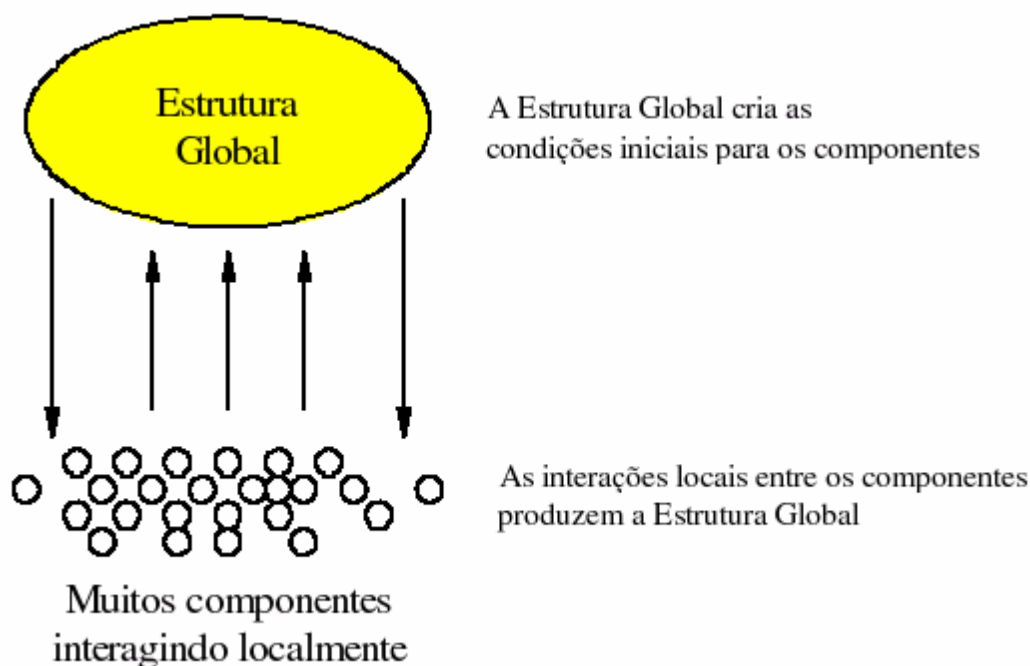 Estrutura
Global
A Estrutura Global cria as
condições iniciais para os componentes
As interações locais entre os componentes
produzem a Estrutura Global
Muitos componentes
interagindo localmente